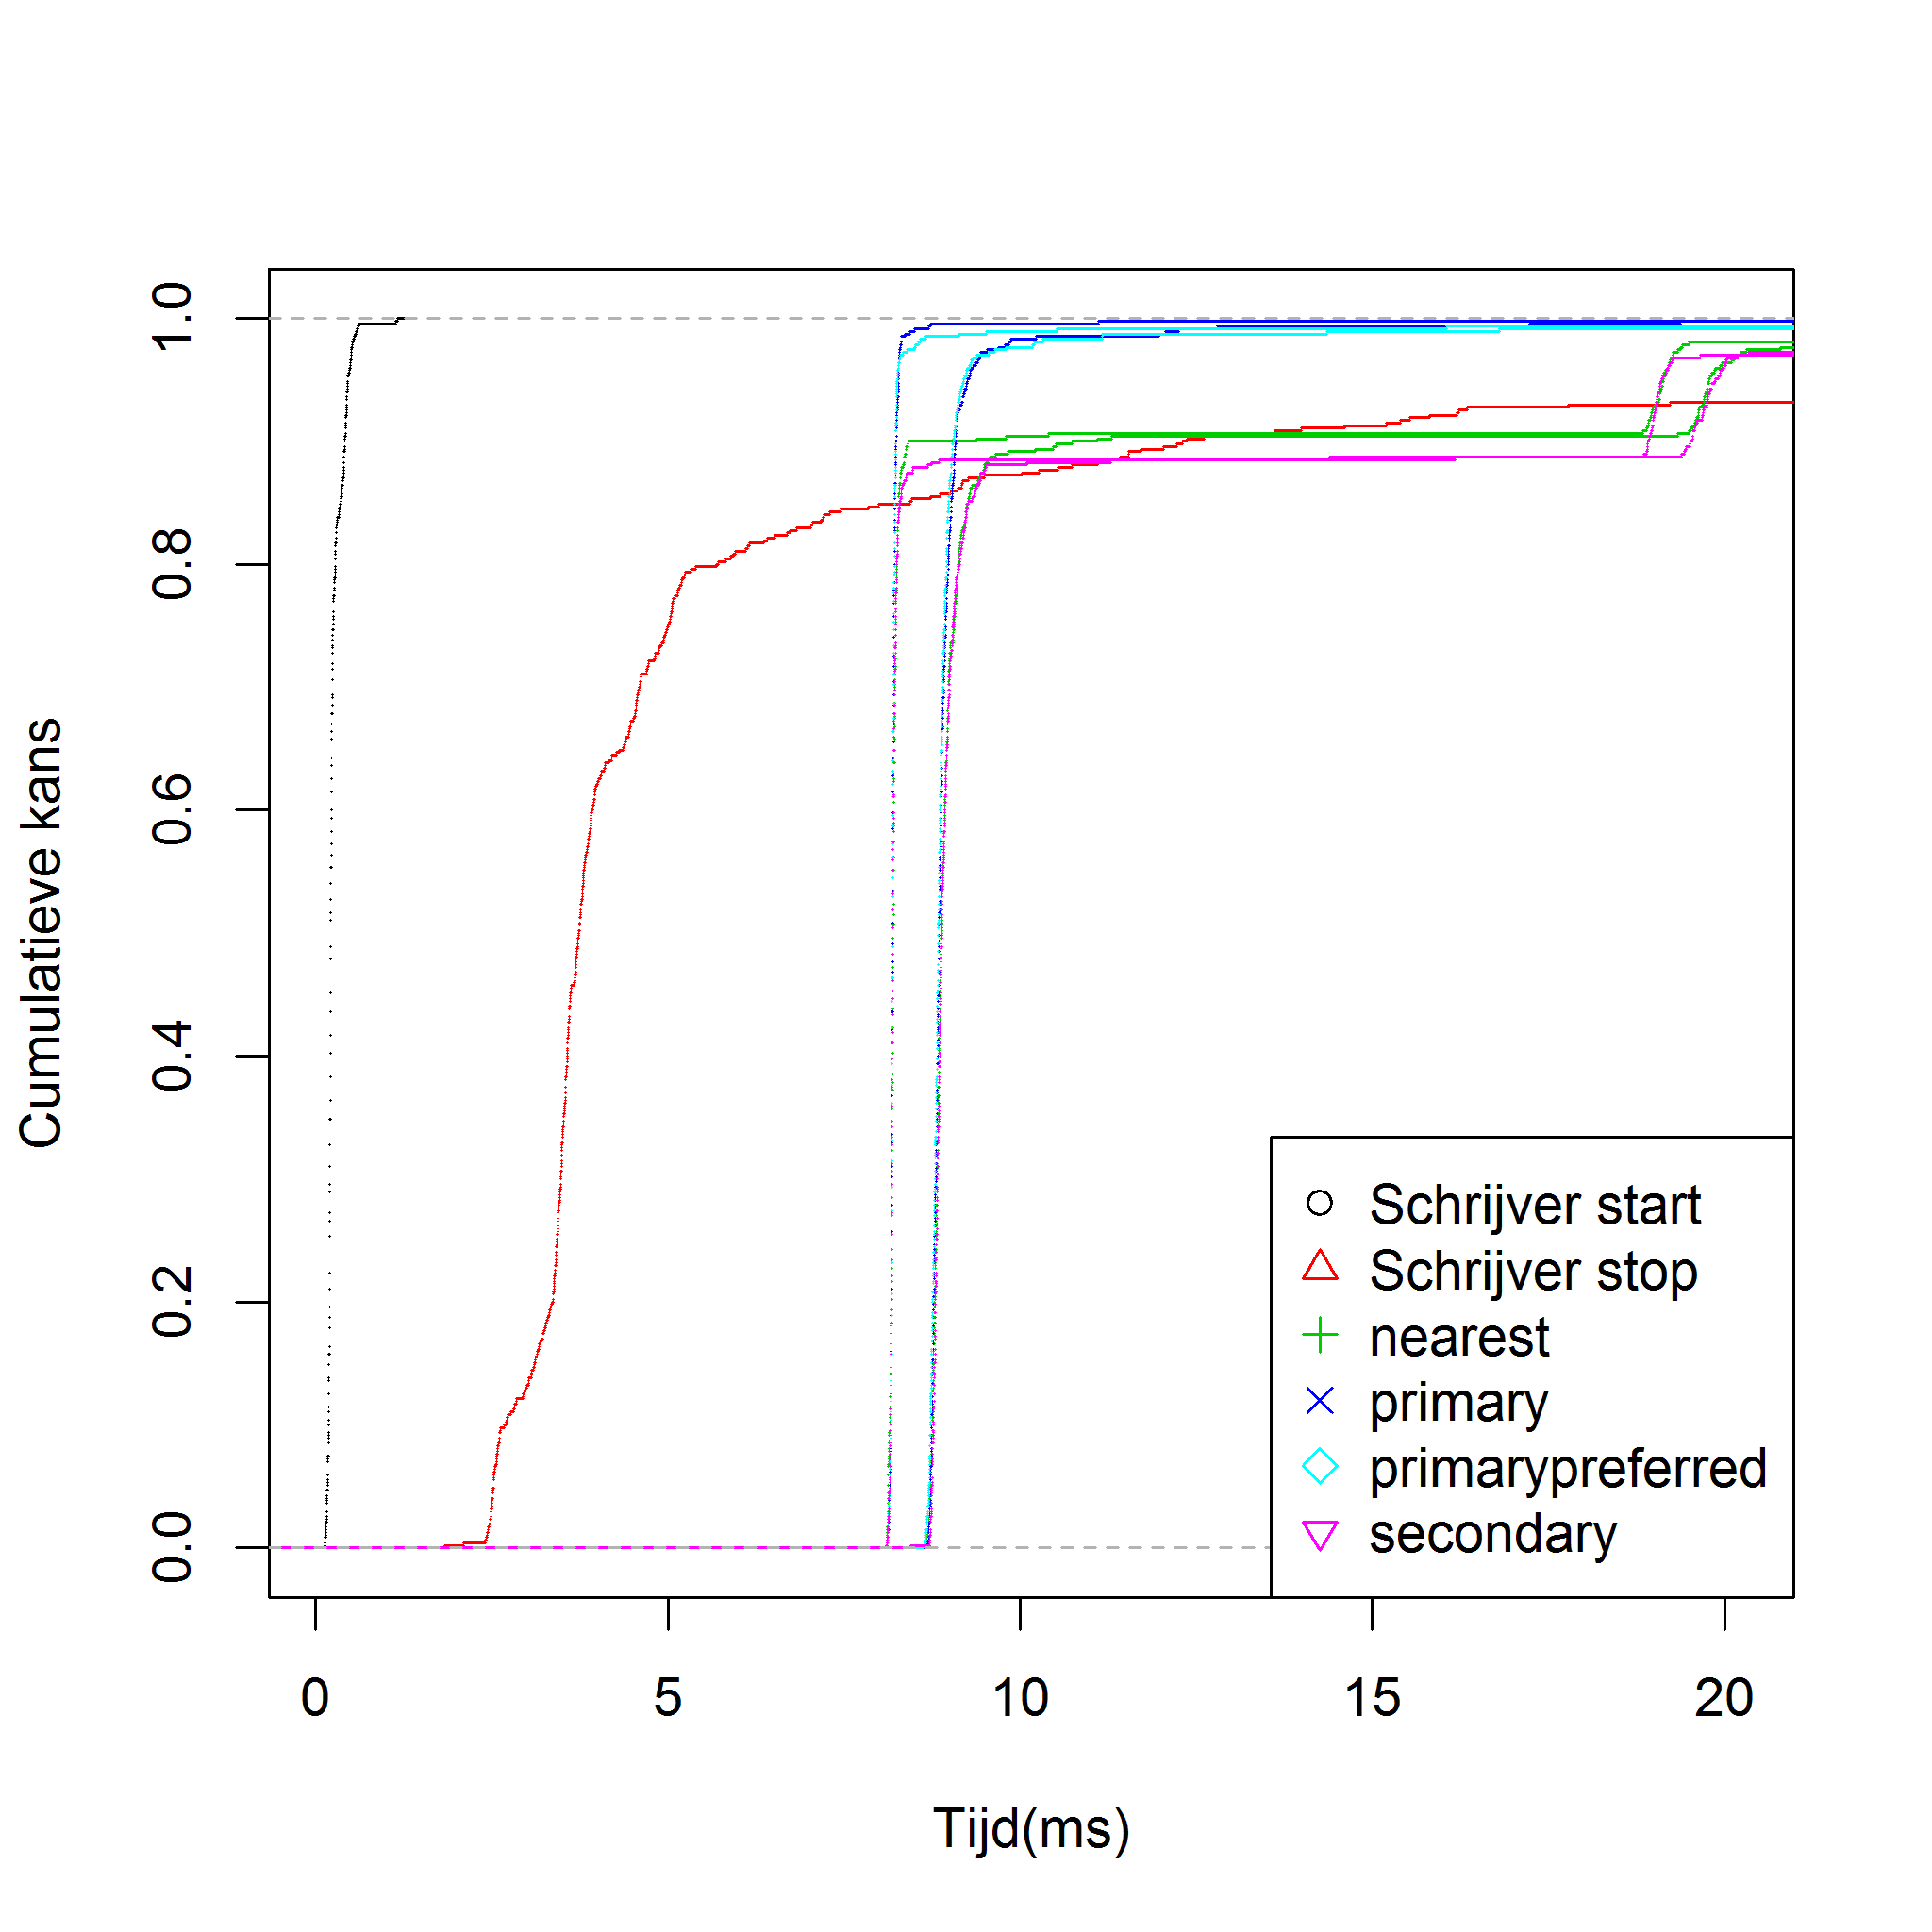 1.0
0.8
0.6
0.4
0.2
0.0
Cumulatieve kans
Schrijver start
Schrijver stop
nearest
primary
primarypreferred
secondary
0 5 10 15 20
Tijd(ms)